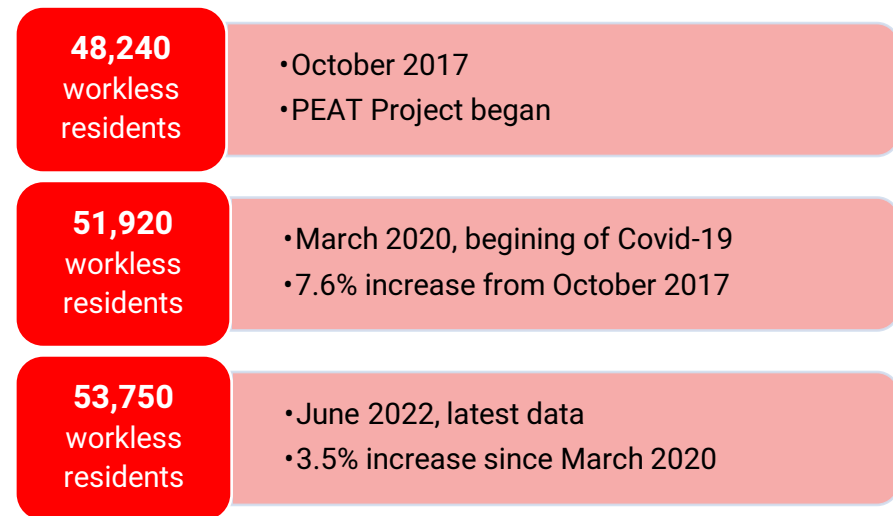 48,240
workless
residents
•October 2017
•PEAT Project began
51,920
workless
residents
•March 2020, begining of Covid-19
•7.6% increase from October 2017
53,750
workless
residents
•June 2022, latest data
•3.5% increase since March 2020